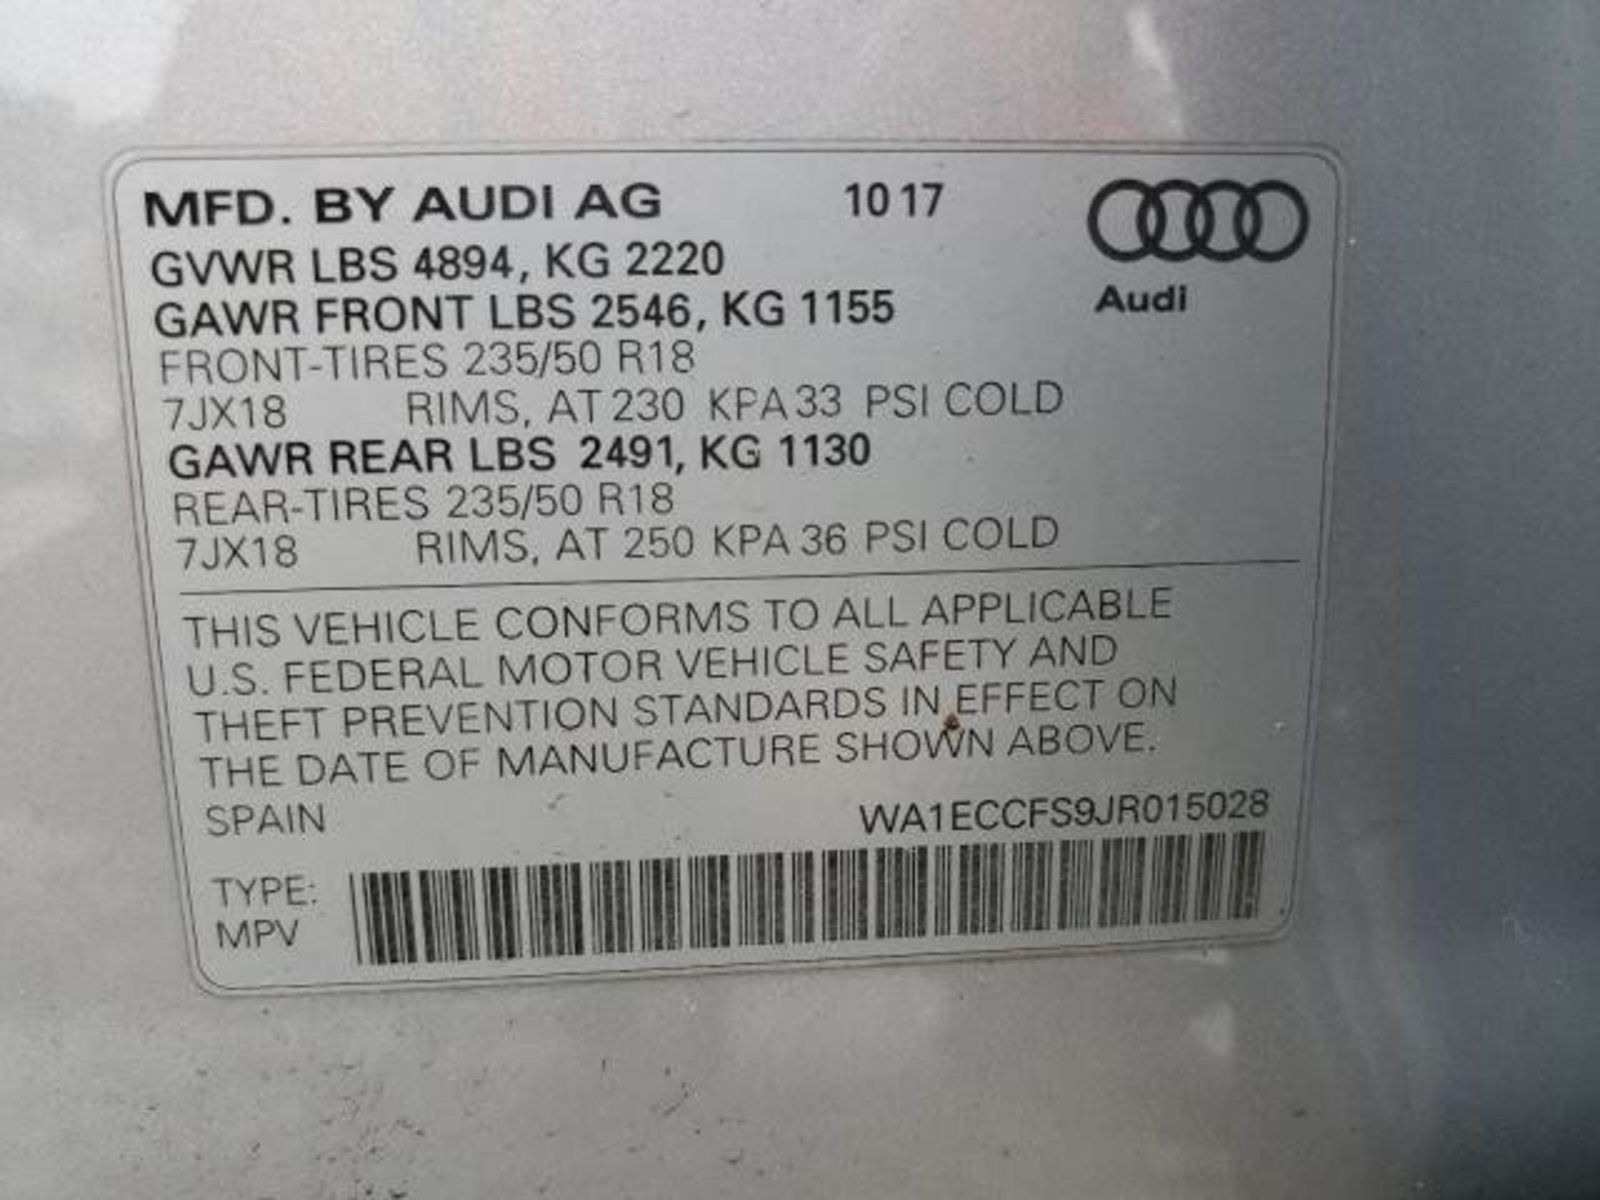 MFD. BY AUDI AG 10 17
GVWR LBS 4894, KG 2220
GAWR FRONT LBS 2546, KG 1155
Audi
FRONT-TIRES 235/50 R18
7JX18 RIMS, AT 230 KPA 33 PSI COLD
GAWR REAR LBS 2491, KG 1130
REAR-TIRES 235/50 R18
7JX18 RIMS, AT 250 KPA 36 PSI COLD
THIS VEHICLE CONFORMS TO ALL APPLICABLE
U.S. FEDERAL MOTOR VEHICLE SAFETY AND
THEFT PREVENTION STANDARDS IN EFFECT ON
THE DATE OF MANUFACTURE SHOWN ABOVE.
SPAIN WA1ECCFS9JR015028
TYPE:
MPV